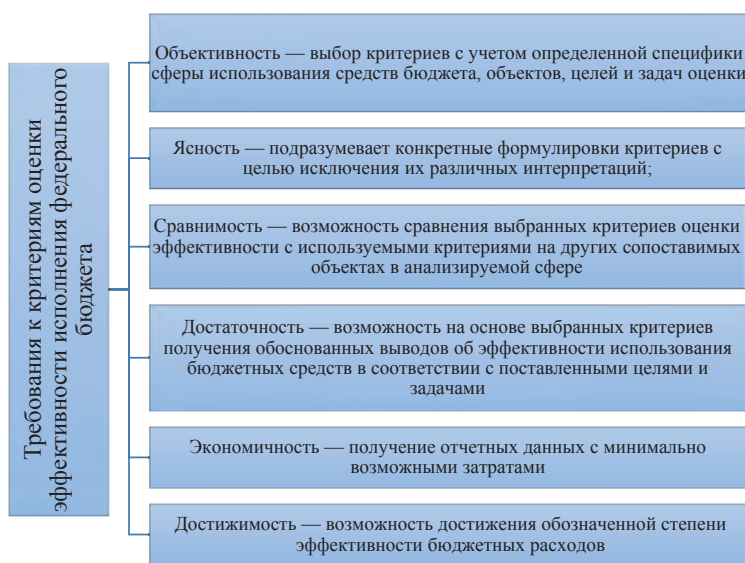 Требования к критериям оценки
эффективности исполнения федерального
бюджета
Объективность — выбор критериев с учетом определенной специфики
сферы использования средств бюджета, объектов, целей и задач оценки
Ясность — подразумевает конкретные формулировки критериев с
целью исключения их различных интерпретаций;
Сравнимость — возможность сравнения выбранных критериев оценки
эффективности с используемыми критериями на других сопоставимых
объектах в анализируемой сфере
Достаточность — возможность на основе выбранных критериев
получения обоснованных выводов об эффективности использования
бюджетных средств в соответствии с поставленными целями и
задачами
Экономичность — получение отчетных данных с минимально
возможными затратами
Достижимость — возможность достижения обозначенной степени
эффективности бюджетных расходов